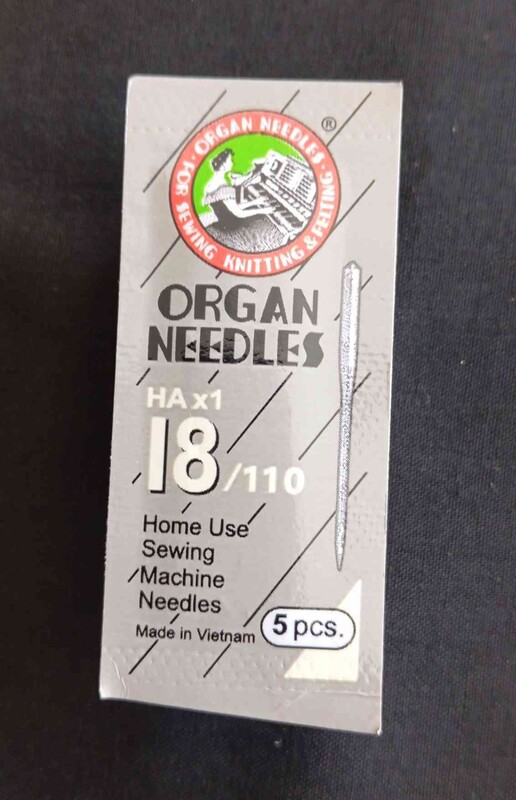 · ORGAN NEEDLES ·
FOR SEWING KNITTING & FELTING
®
ORGAN
NEEDLES
HA x1
18/110
Home Use
Sewing
Machine
Needles
Made in Vietnam
5 pcs.